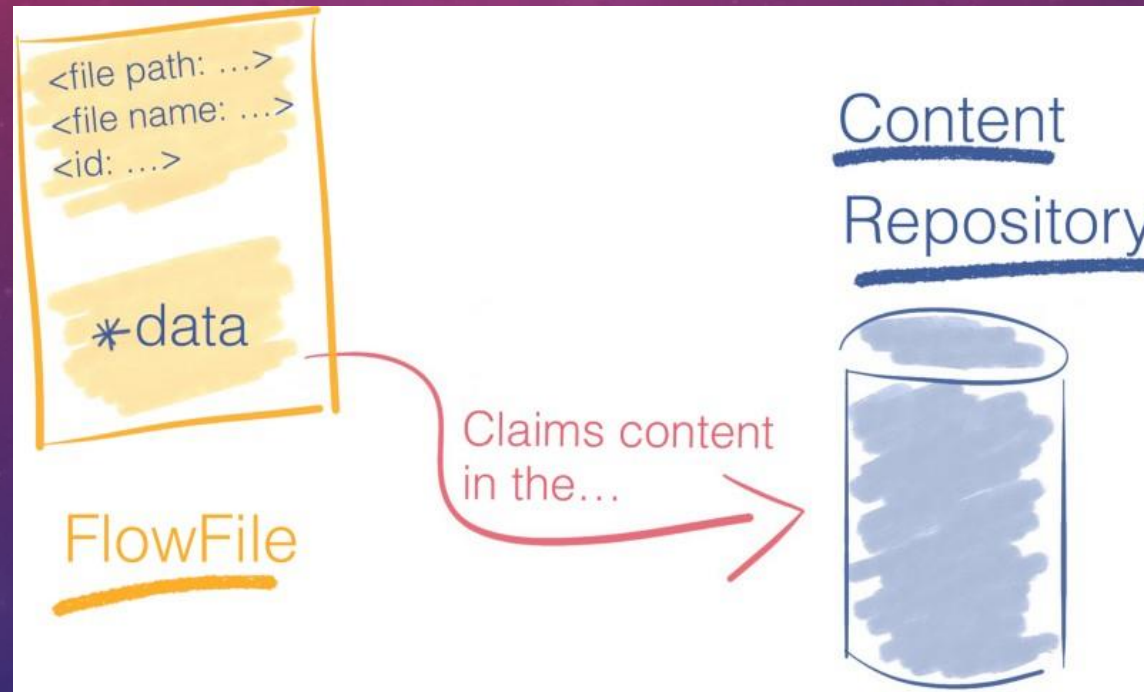 <file path: ...>
<file name: ...>
<id: ...>
*data
FlowFile
Claims content
in the...
Content
Repository